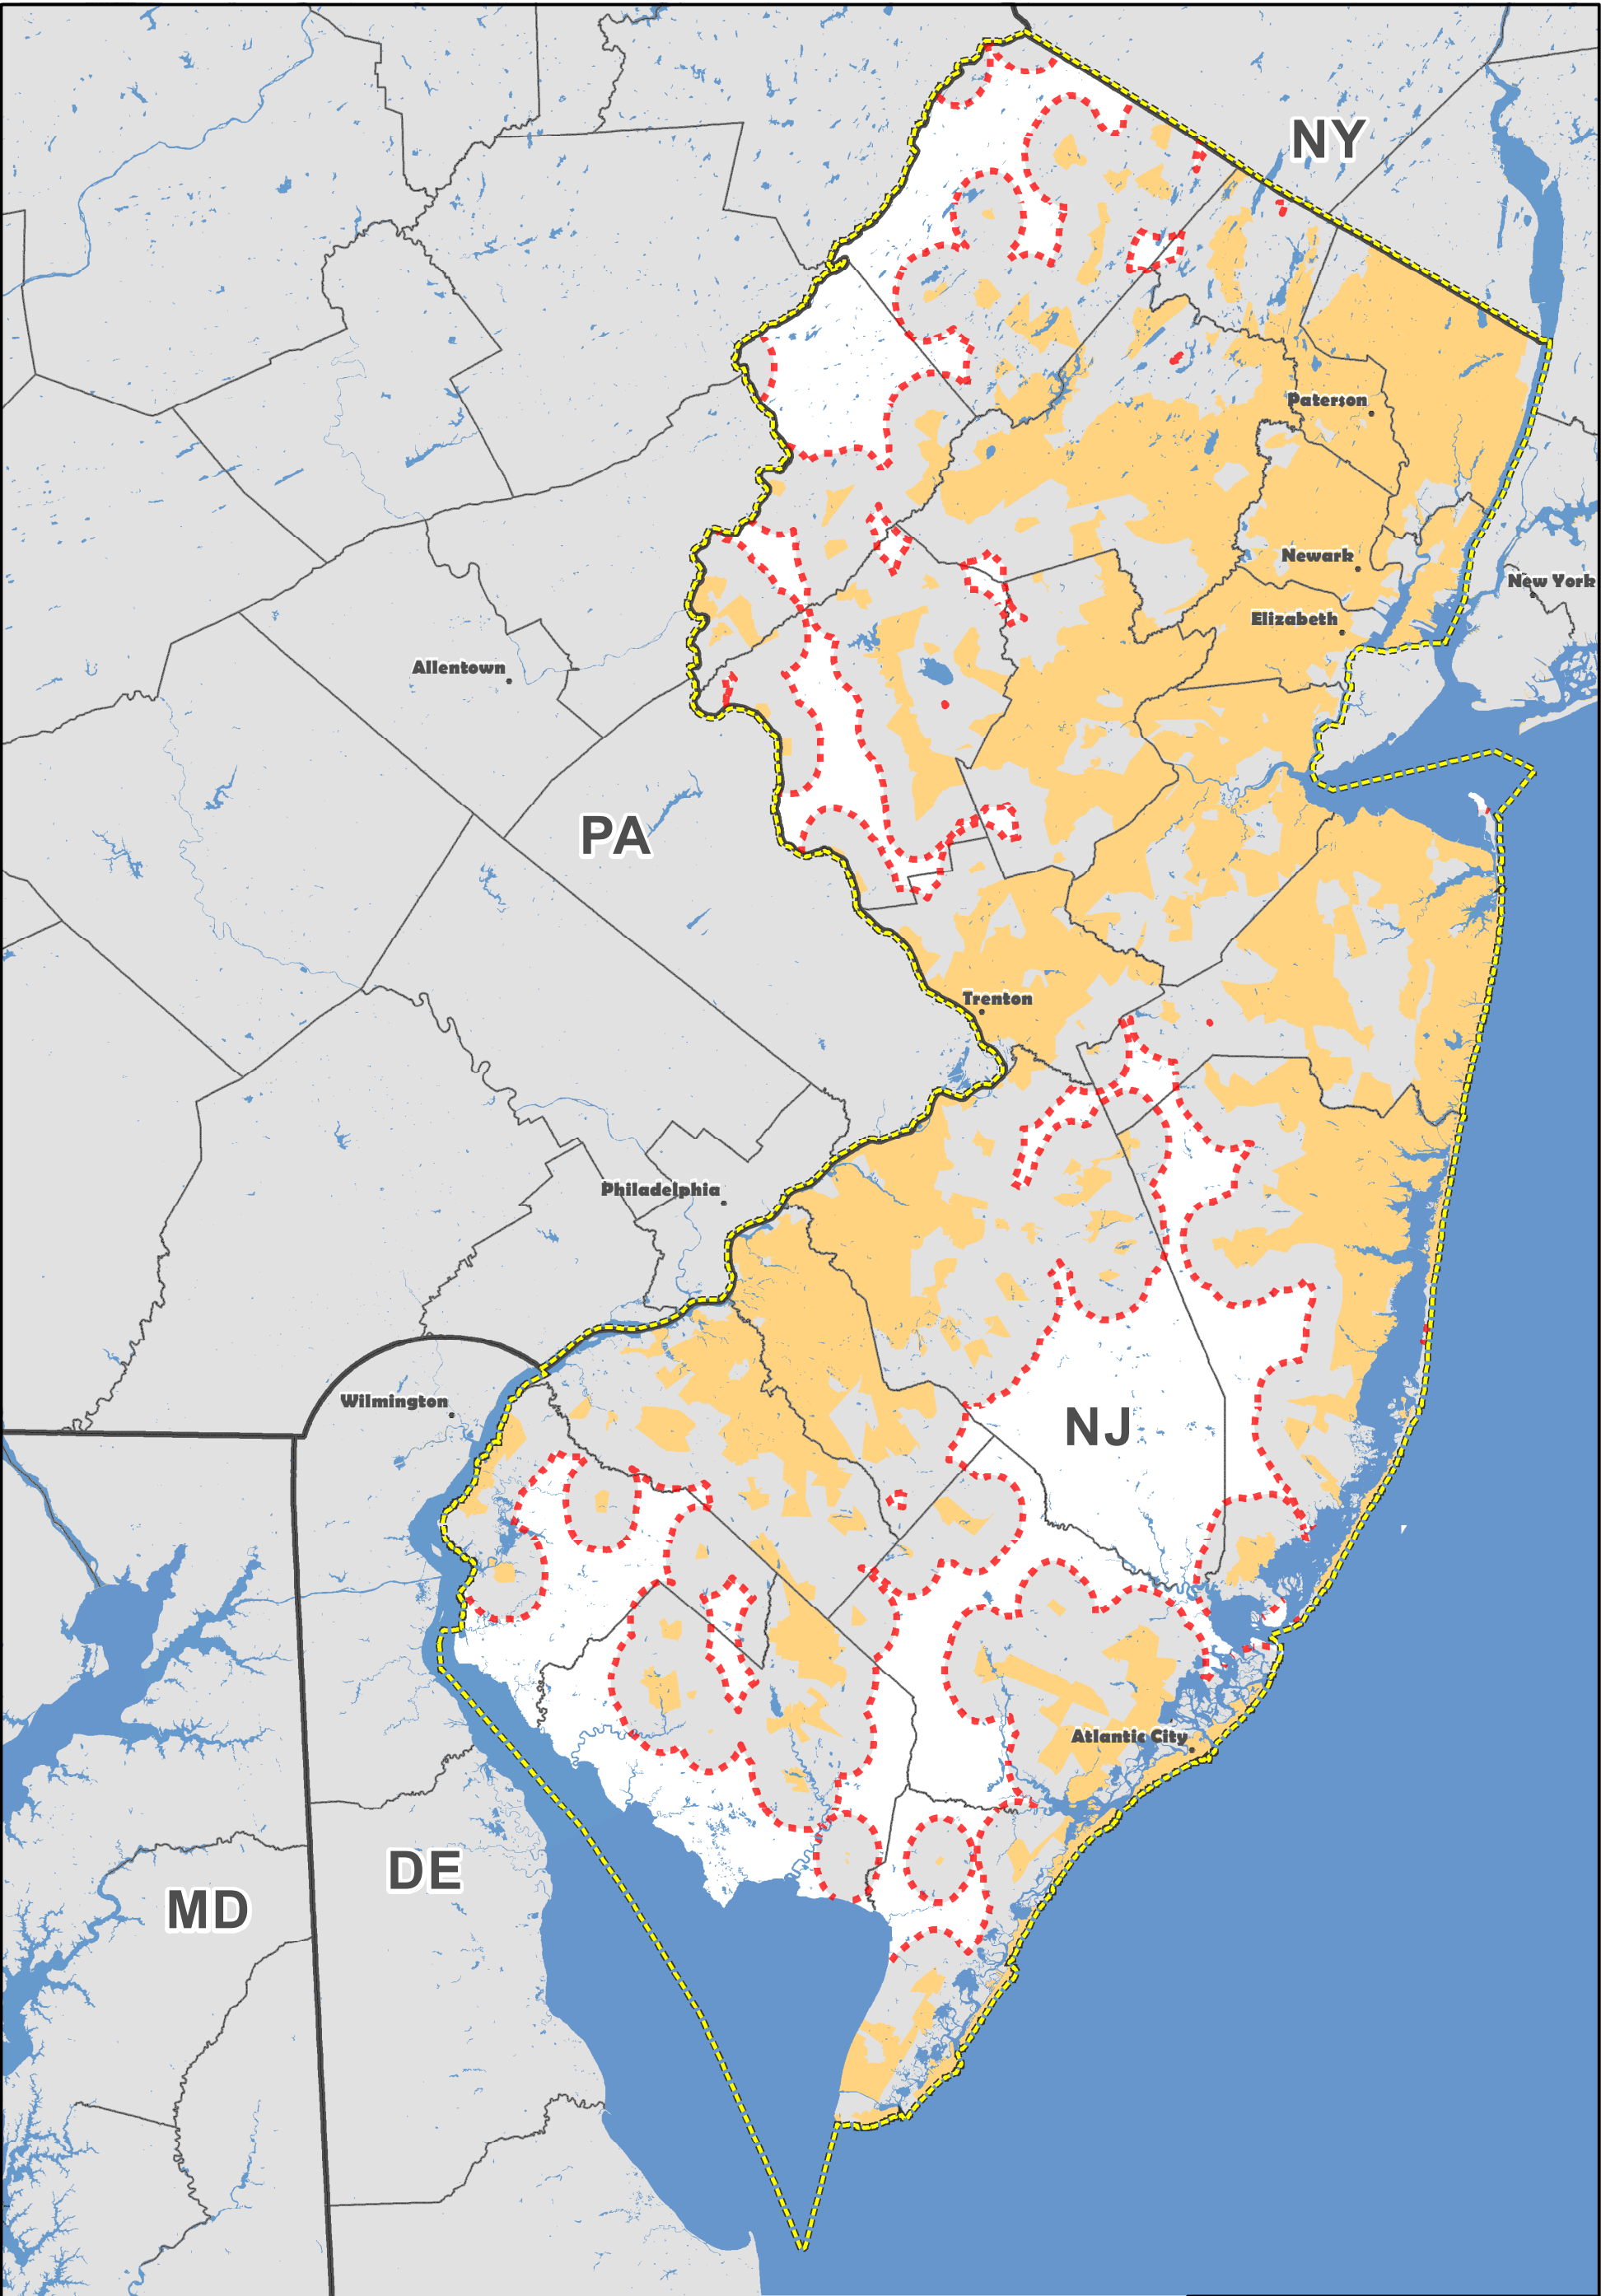 NY
Paterson
Newark
New York
Elizabeth
Allentown
PA
Trenton
Philadelphia
Wilmington
NJ
Atlantic City
DE
MD